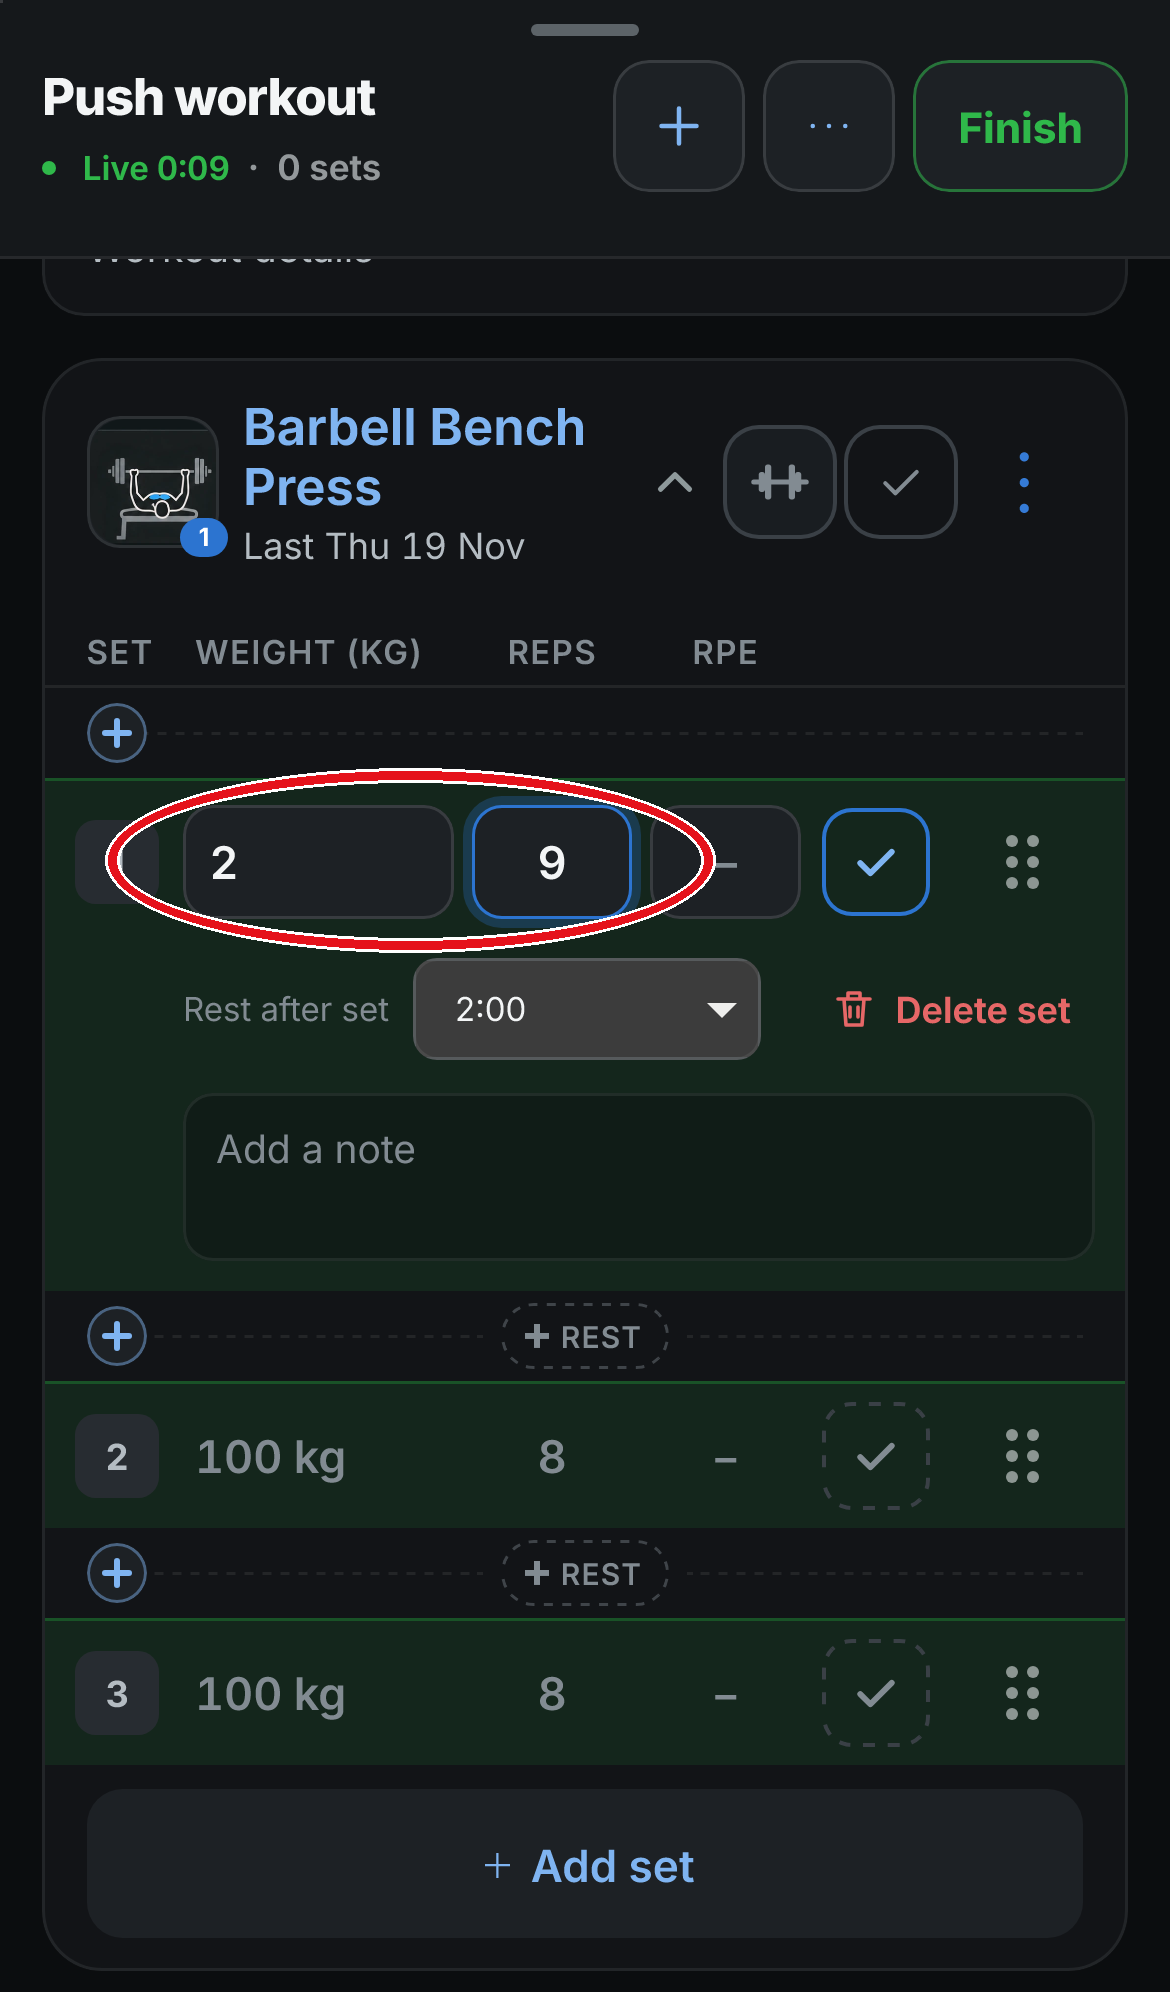 Push workout
Live 0:09 · 0 sets
Finish
Workout details
Barbell Bench
Press
1
Last Thu 19 Nov
SET WEIGHT (KG) REPS RPE
2 9 –
Rest after set 2:00 Delete set
Add a note
+ REST
2 100 kg 8 –
+ REST
3 100 kg 8 –
+ Add set